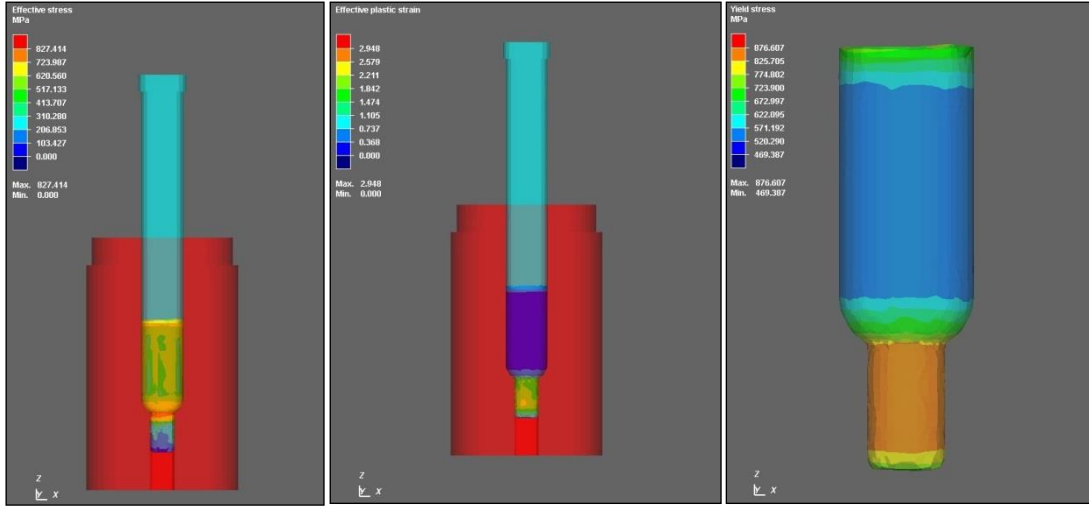 Effective stress
MPa
827.414
723.987
620.560
517.133
413.707
310.280
206.853
103.427
0.000
Max. 827.414
Min. 0.000
Z
Y X
Effective plastic strain
2.948
2.579
2.211
1.842
1.474
1.105
0.737
0.368
0.000
Max. 2.948
Min. 0.000
Z
Y X
Yield stress
MPa
876.607
825.705
774.802
723.900
672.997
622.095
571.192
520.290
469.387
Max. 876.607
Min. 469.387
Z
Y X